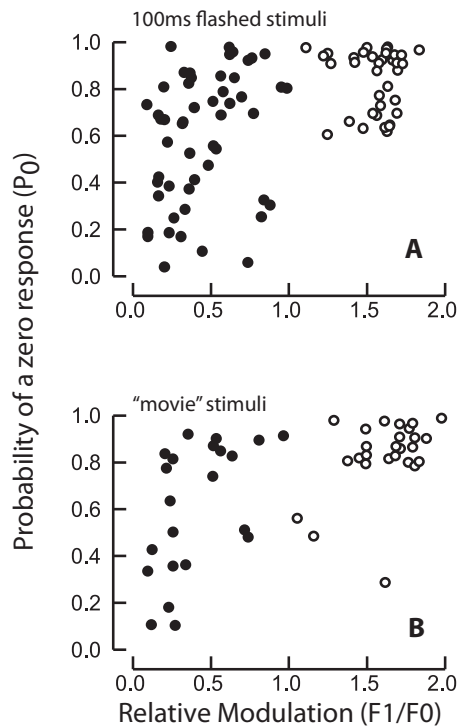 100ms flashed stimuli
1.0
0.8
0.6
0.4
0.2
0.0
A
0.0 0.5 1.0 1.5 2.0
"movie" stimuli
1.0
0.8
0.6
0.4
0.2
0.0
B
0.0 0.5 1.0 1.5 2.0
Probability of a zero response (P0)
Relative Modulation (F1/F0)